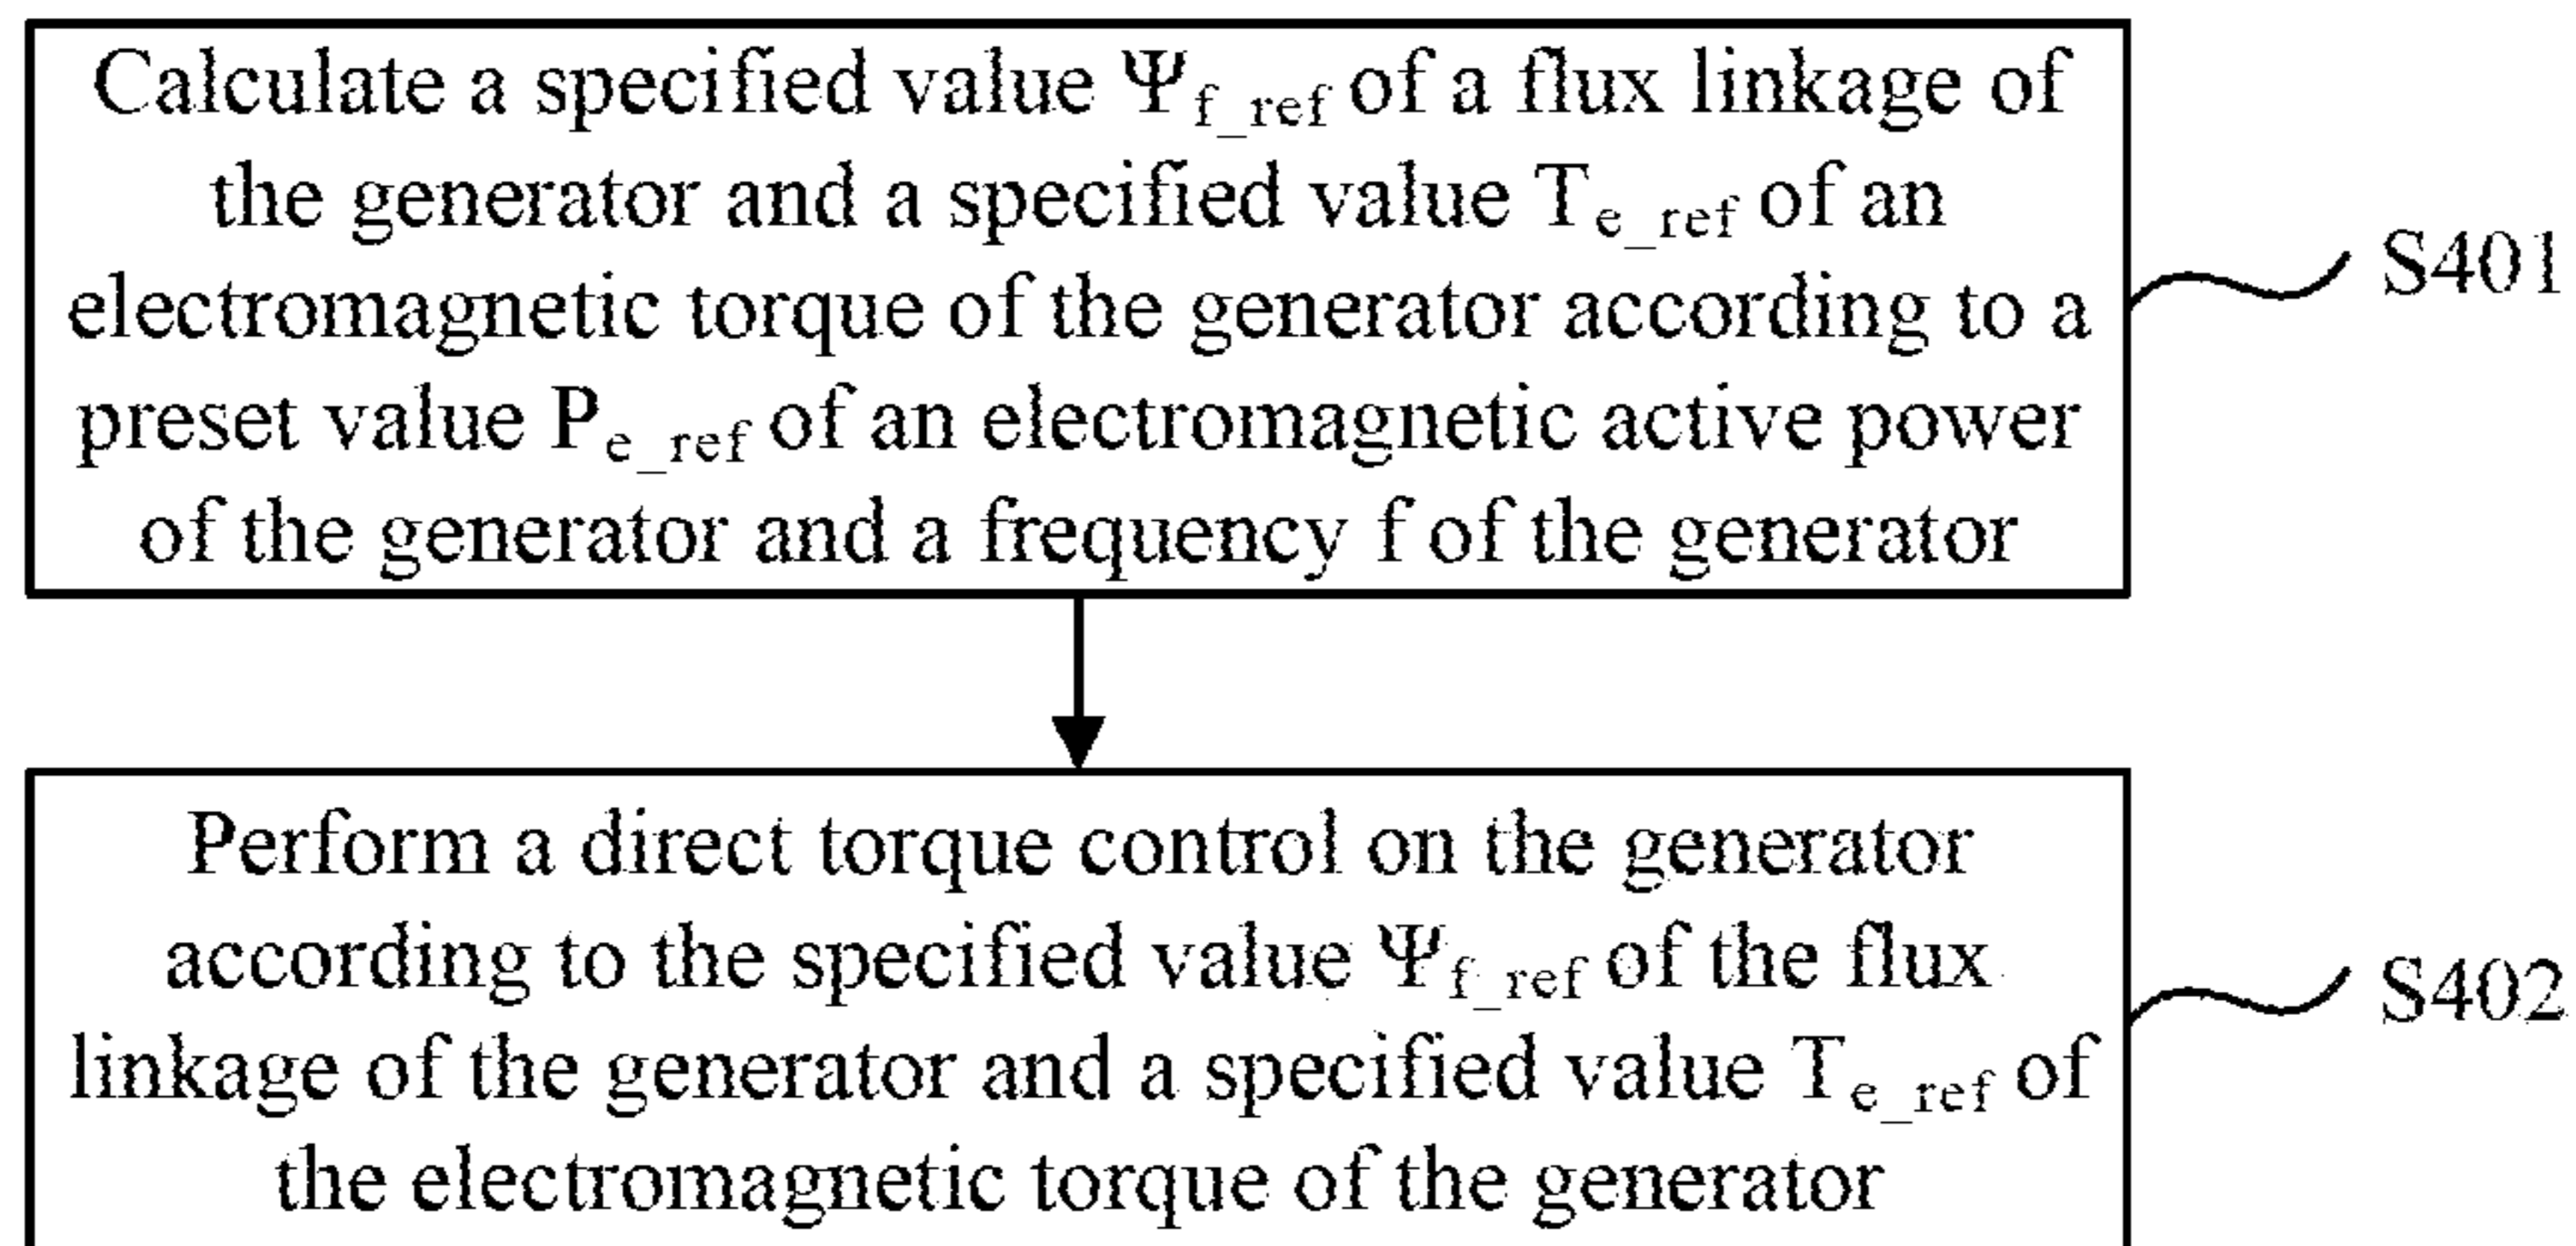 Calculate a specified value Ψf_ref of a flux linkage of
the generator and a specified value Te_ref of an
electromagnetic torque of the generator according to a
preset value Pe_ref of an electromagnetic active power
of the generator and a frequency f of the generator
S401
Perform a direct torque control on the generator
according to the specified value Ψf_ref of the flux
linkage of the generator and a specified value Te_ref of
the electromagnetic torque of the generator
S402